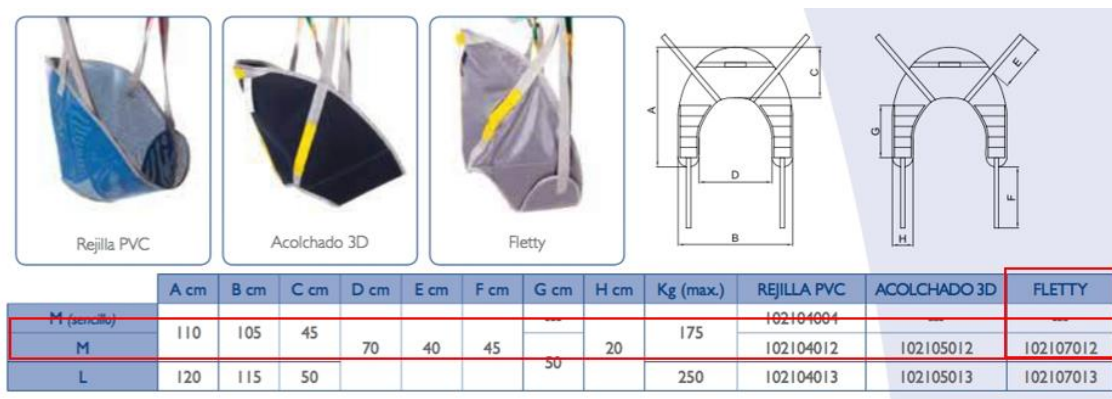 Rejilla PVC
Acolchado 3D
Fletty
A
B
C
D
E
F
G
H
A cm B cm C cm D cm E cm F cm G cm H cm Kg (max.) REJILLA PVC ACOLCHADO 3D FLETTY
M (sencillo) 110 105 45 70 40 45 --- 20 175 102104004 --- ---
M 50 102104012 102105012 102107012
L 120 115 50 250 102104013 102105013 102107013